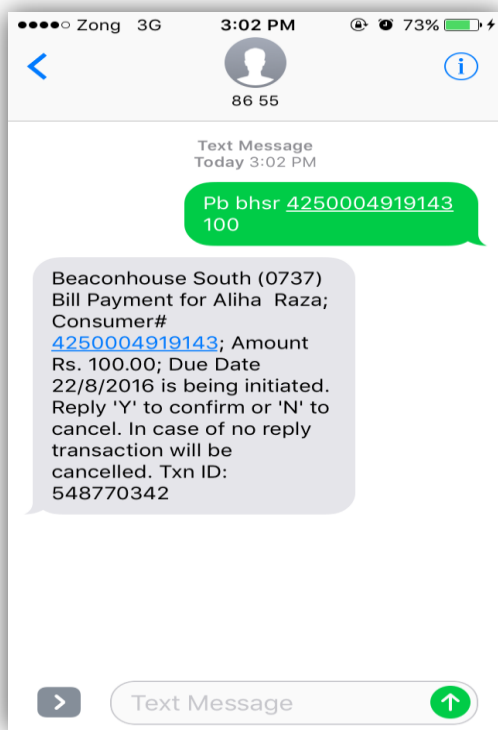 Zong 3G 3:02 PM 73%
86 55
Text Message
Today 3:02 PM
Pb bhsr 4250004919143
100
Beaconhouse South (0737)
Bill Payment for Aliha Raza;
Consumer#
4250004919143; Amount
Rs. 100.00; Due Date
22/8/2016 is being initiated.
Reply 'Y' to confirm or 'N' to
cancel. In case of no reply
transaction will be
cancelled. Txn ID:
548770342
Text Message